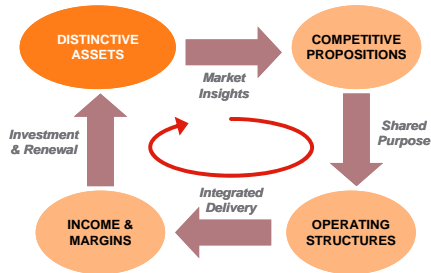 DISTINCTIVE
ASSETS
Market
Insights
COMPETITIVE
PROPOSITIONS
Shared
Purpose
OPERATING
STRUCTURES
Integrated
Delivery
INCOME &
MARGINS
Investment
& Renewal